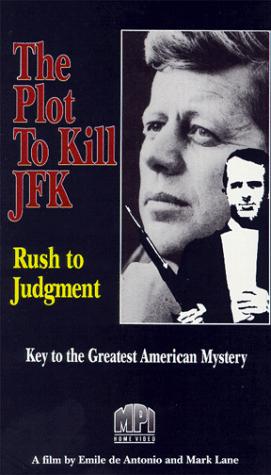 The Plot
To Kill
JFK
Rush to
Judgment
Key to the Greatest American Mystery
MPI
HOME VIDEO
A film by Emile de Antonio and Mark Lane